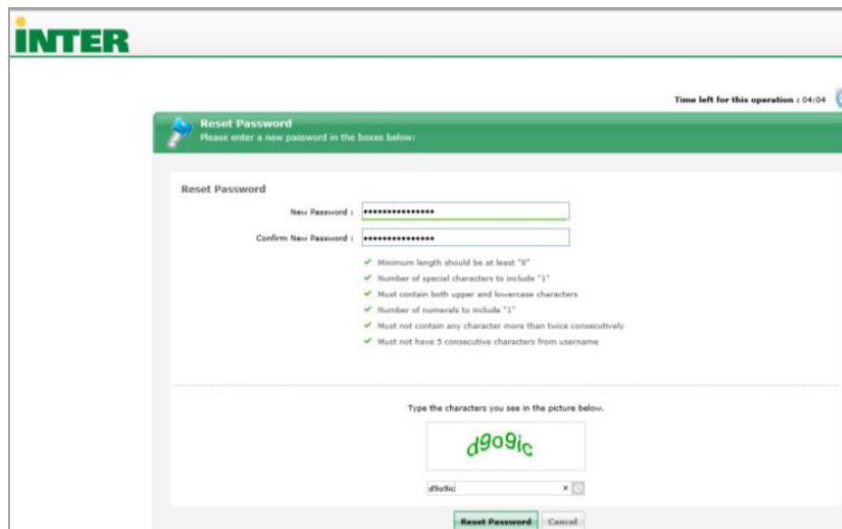 INTER
Time left for this operation : 04:04
Reset Password
Please enter a new password in the boxes below:
Reset Password
New Password : •••••••••••••••
Confirm New Password : •••••••••••••••
✔ Minimum length should be at least "8"
✔ Number of special characters to include "1"
✔ Must contain both upper and lowercase characters
✔ Number of numerals to include "1"
✔ Must not contain any character more than twice consecutively
✔ Must not have 5 consecutive characters from username
Type the characters you see in the picture below.
d9o9ic
d9o9ic ×
Reset Password Cancel